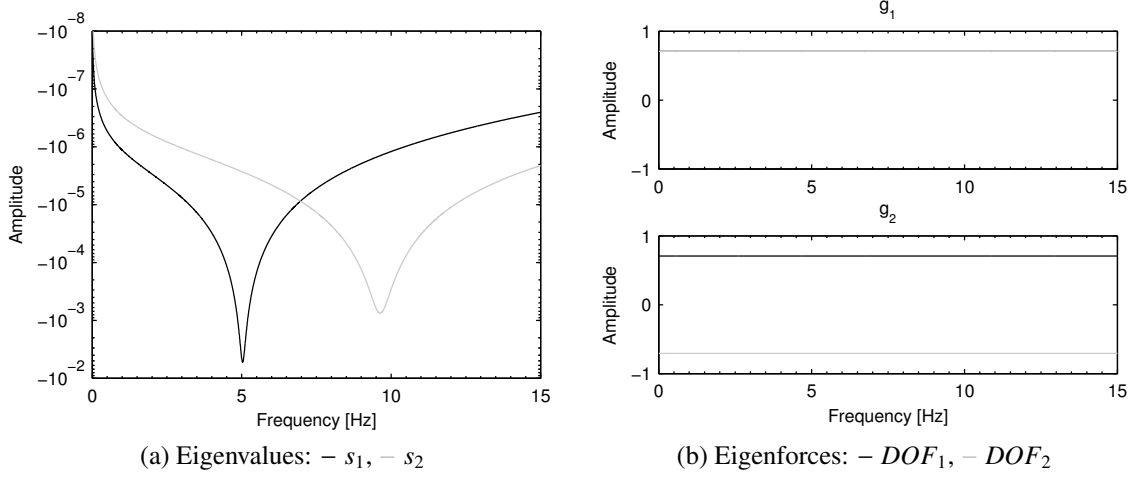 −10⁻⁸
−10⁻⁷
−10⁻⁶
−10⁻⁵
−10⁻⁴
−10⁻³
−10⁻²
Amplitude
0 5 10 15
Frequency [Hz]
(a) Eigenvalues: − s₁, − s₂
g₁
1
0
−1
Amplitude
0 5 10 15
g₂
1
0
−1
Amplitude
0 5 10 15
Frequency [Hz]
(b) Eigenforces: − DOF₁, − DOF₂